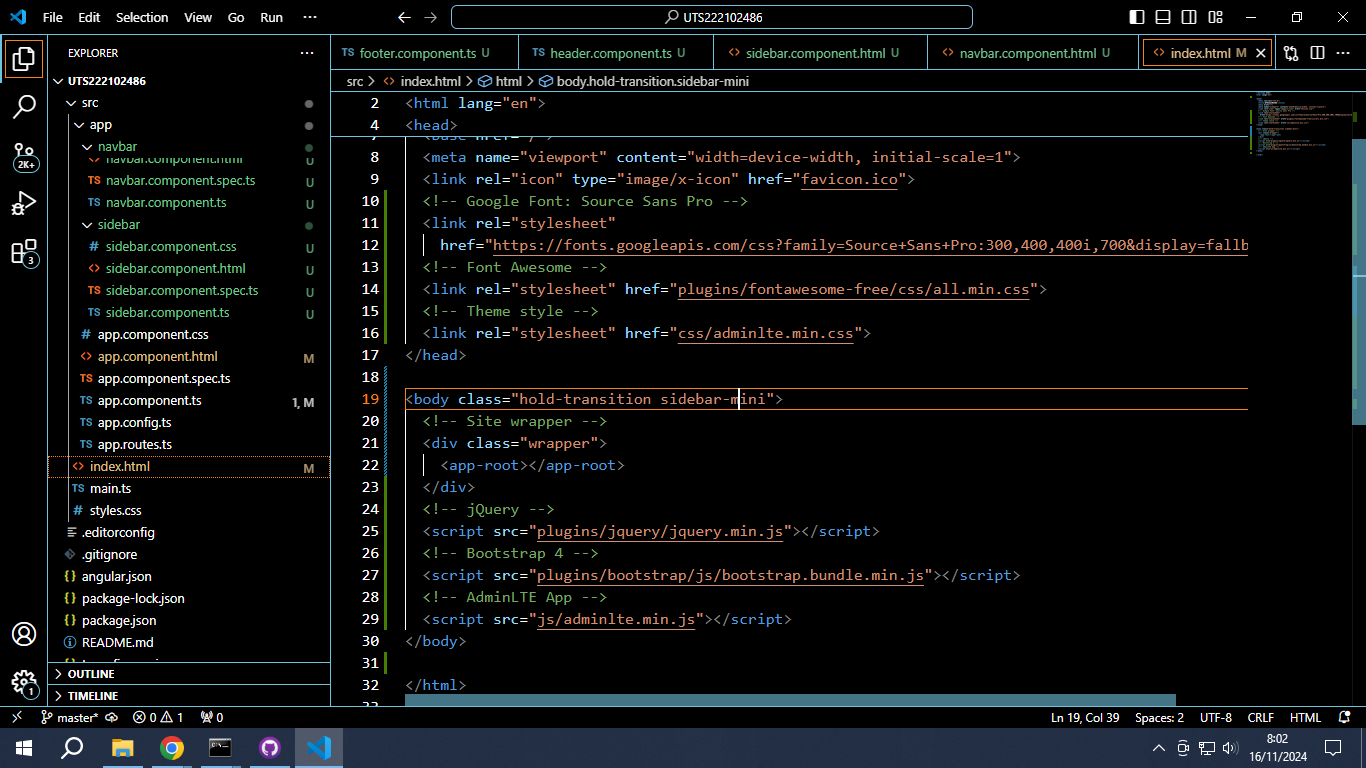 File Edit Selection View Go Run ··· UTS222102486
EXPLORER ···
UTS222102486
src
app
navbar
navbar.component.html U
TS navbar.component.spec.ts U
TS navbar.component.ts U
sidebar
# sidebar.component.css U
<> sidebar.component.html U
TS sidebar.component.spec.ts U
TS sidebar.component.ts U
# app.component.css
<> app.component.html M
TS app.component.spec.ts
TS app.component.ts 1, M
TS app.config.ts
TS app.routes.ts
<> index.html M
TS main.ts
# styles.css
.editorconfig
.gitignore
{} angular.json
{} package-lock.json
{} package.json
README.md
OUTLINE
TIMELINE
2K+
3
1
TS footer.component.ts U TS header.component.ts U <> sidebar.component.html U <> navbar.component.html U <> index.html M
src > <> index.html > html > body.hold-transition.sidebar-mini
2 <html lang="en">
4 <head>
8 <meta name="viewport" content="width=device-width, initial-scale=1">
9 <link rel="icon" type="image/x-icon" href="favicon.ico">
10 <!-- Google Font: Source Sans Pro -->
11 <link rel="stylesheet"
12 href="https://fonts.googleapis.com/css?family=Source+Sans+Pro:300,400,400i,700&display=fallb
13 <!-- Font Awesome -->
14 <link rel="stylesheet" href="plugins/fontawesome-free/css/all.min.css">
15 <!-- Theme style -->
16 <link rel="stylesheet" href="css/adminlte.min.css">
17 </head>
18
19 <body class="hold-transition sidebar-mini">
20 <!-- Site wrapper -->
21 <div class="wrapper">
22 <app-root></app-root>
23 </div>
24 <!-- jQuery -->
25 <script src="plugins/jquery/jquery.min.js"></script>
26 <!-- Bootstrap 4 -->
27 <script src="plugins/bootstrap/js/bootstrap.bundle.min.js"></script>
28 <!-- AdminLTE App -->
29 <script src="js/adminlte.min.js"></script>
30 </body>
31
32 </html>
master* 0 1 0 Ln 19, Col 39 Spaces: 2 UTF-8 CRLF HTML
8:02
16/11/2024